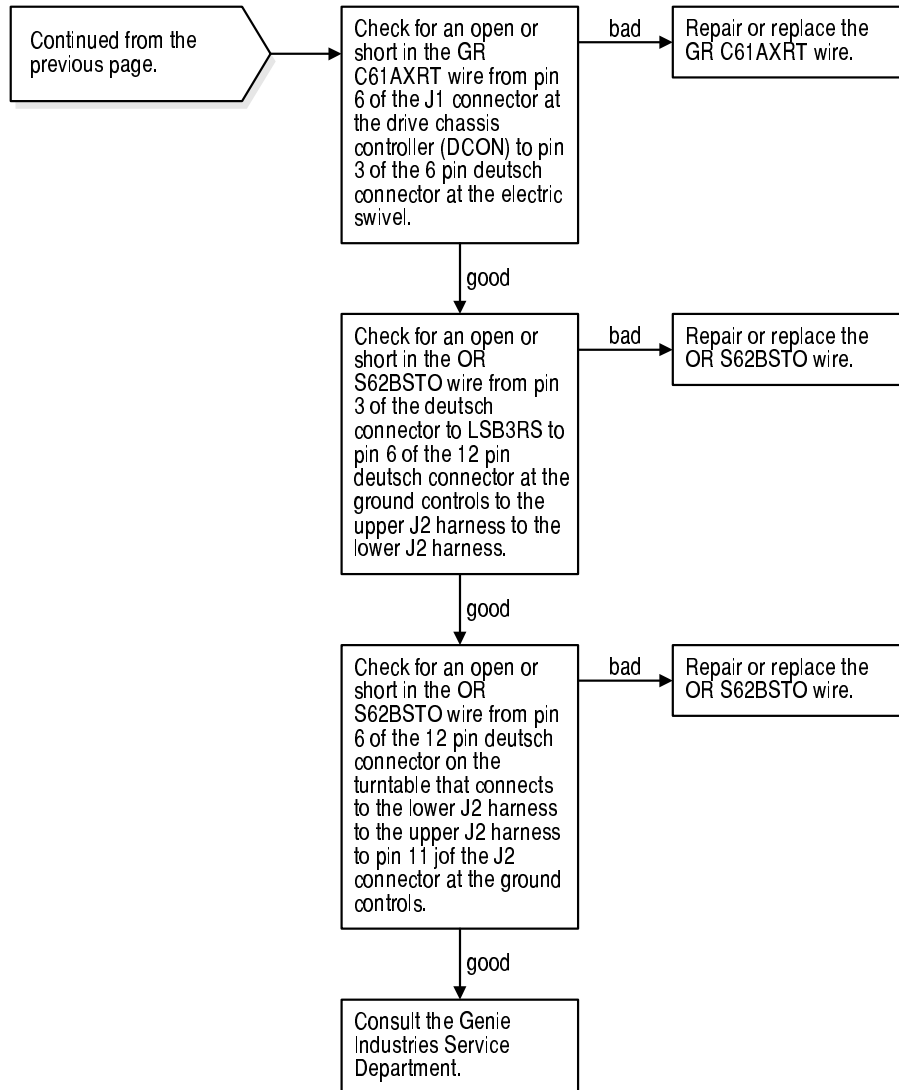 Continued from the
previous page.
Check for an open or
short in the GR
C61AXRT wire from pin
6 of the J1 connector at
the drive chassis
controller (DCON) to pin
3 of the 6 pin deutsch
connector at the electric
swivel.
bad
Repair or replace the
GR C61AXRT wire.
good
Check for an open or
short in the OR
S62BSTO wire from pin
3 of the deutsch
connector to LSB3RS to
pin 6 of the 12 pin
deutsch connector at the
ground controls to the
upper J2 harness to the
lower J2 harness.
bad
Repair or replace the
OR S62BSTO wire.
good
Check for an open or
short in the OR
S62BSTO wire from pin
6 of the 12 pin deutsch
connector on the
turntable that connects
to the lower J2 harness
to the upper J2 harness
to pin 11 jof the J2
connector at the ground
controls.
bad
Repair or replace the
OR S62BSTO wire.
good
Consult the Genie
Industries Service
Department.